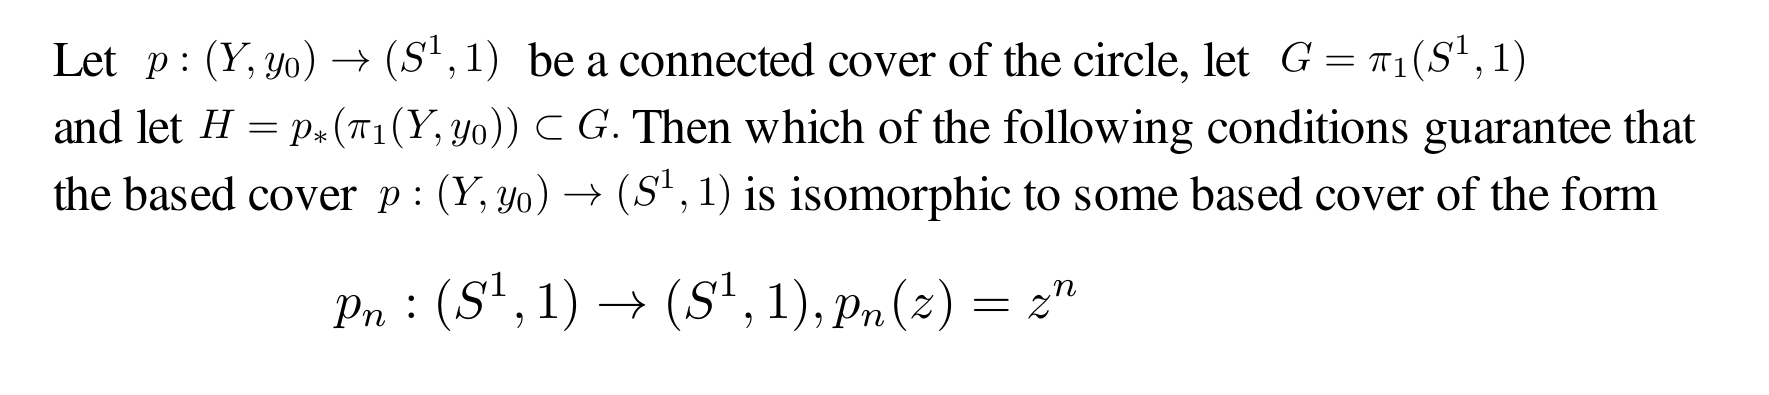 Let p : (Y, y₀) → (S¹, 1) be a connected cover of the circle, let G = π₁(S¹, 1)
and let H = p∗(π₁(Y, y₀)) ⊂ G. Then which of the following conditions guarantee that
the based cover p : (Y, y₀) → (S¹, 1) is isomorphic to some based cover of the form
pₙ : (S¹, 1) → (S¹, 1), pₙ(z) = zⁿ